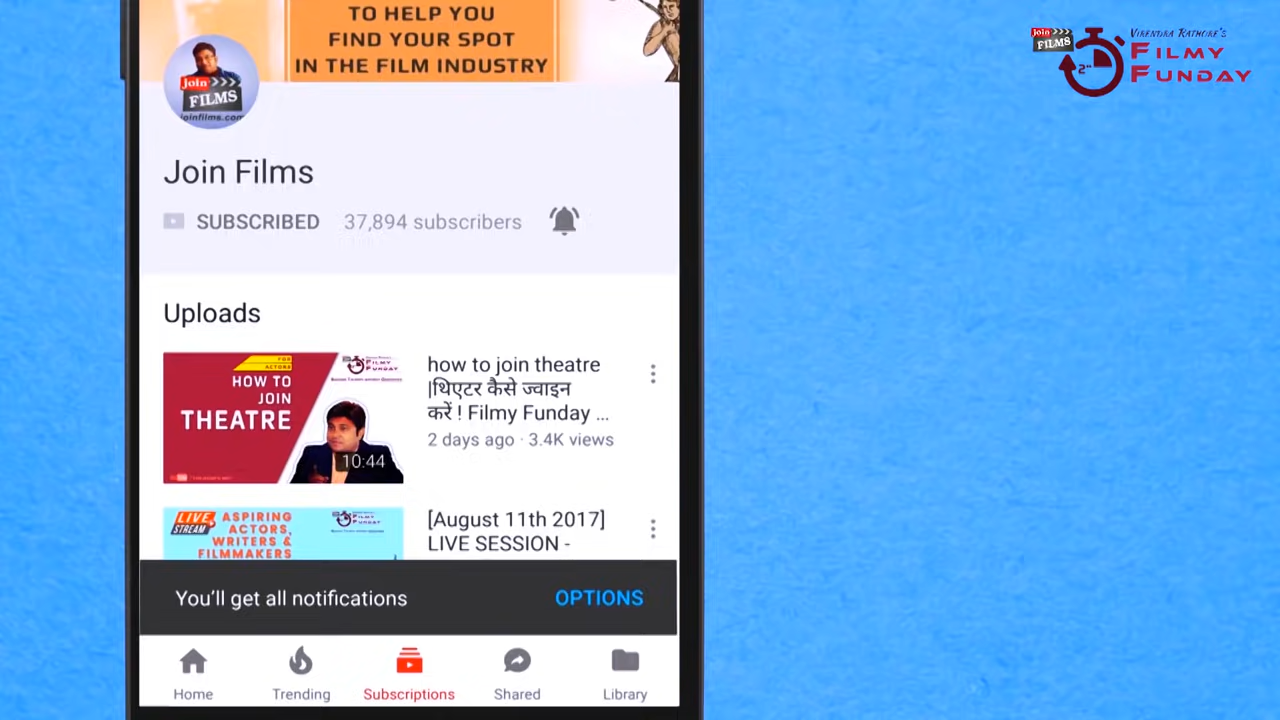 TO HELP YOU
FIND YOUR SPOT
IN THE FILM INDUSTRY
Join
FILMS
joinfilms.com
Join
FILMS
2"
VIRENDRA RATHORE'S
FILMY
FUNDAY
Join Films
SUBSCRIBED 37,894 subscribers
Uploads
FOR
ACTORS
HOW TO
JOIN
THEATRE
FILMY
FUNDAY
10:44
how to join theatre
|थिएटर कैसे ज्वाइन
करें ! Filmy Funday ...
2 days ago · 3.4K views
LIVE
STREAM
ASPIRING
ACTORS,
WRITERS &
FILMMAKERS
FILMY
FUNDAY
[August 11th 2017]
LIVE SESSION -
You’ll get all notifications OPTIONS
Home Trending Subscriptions Shared Library